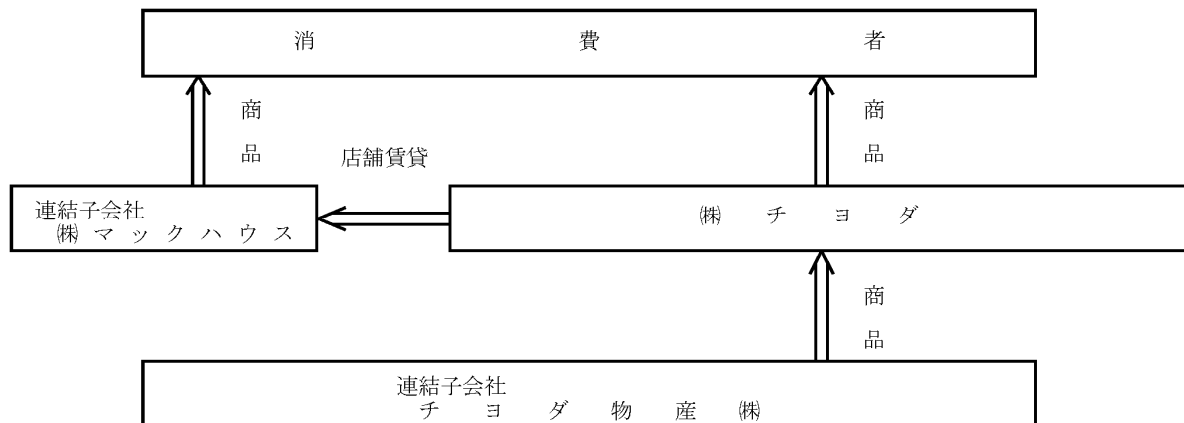 消費者
商品
商品
店舗賃貸
連結子会社
㈱マックハウス
㈱チヨダ
商品
連結子会社
チヨダ物産㈱